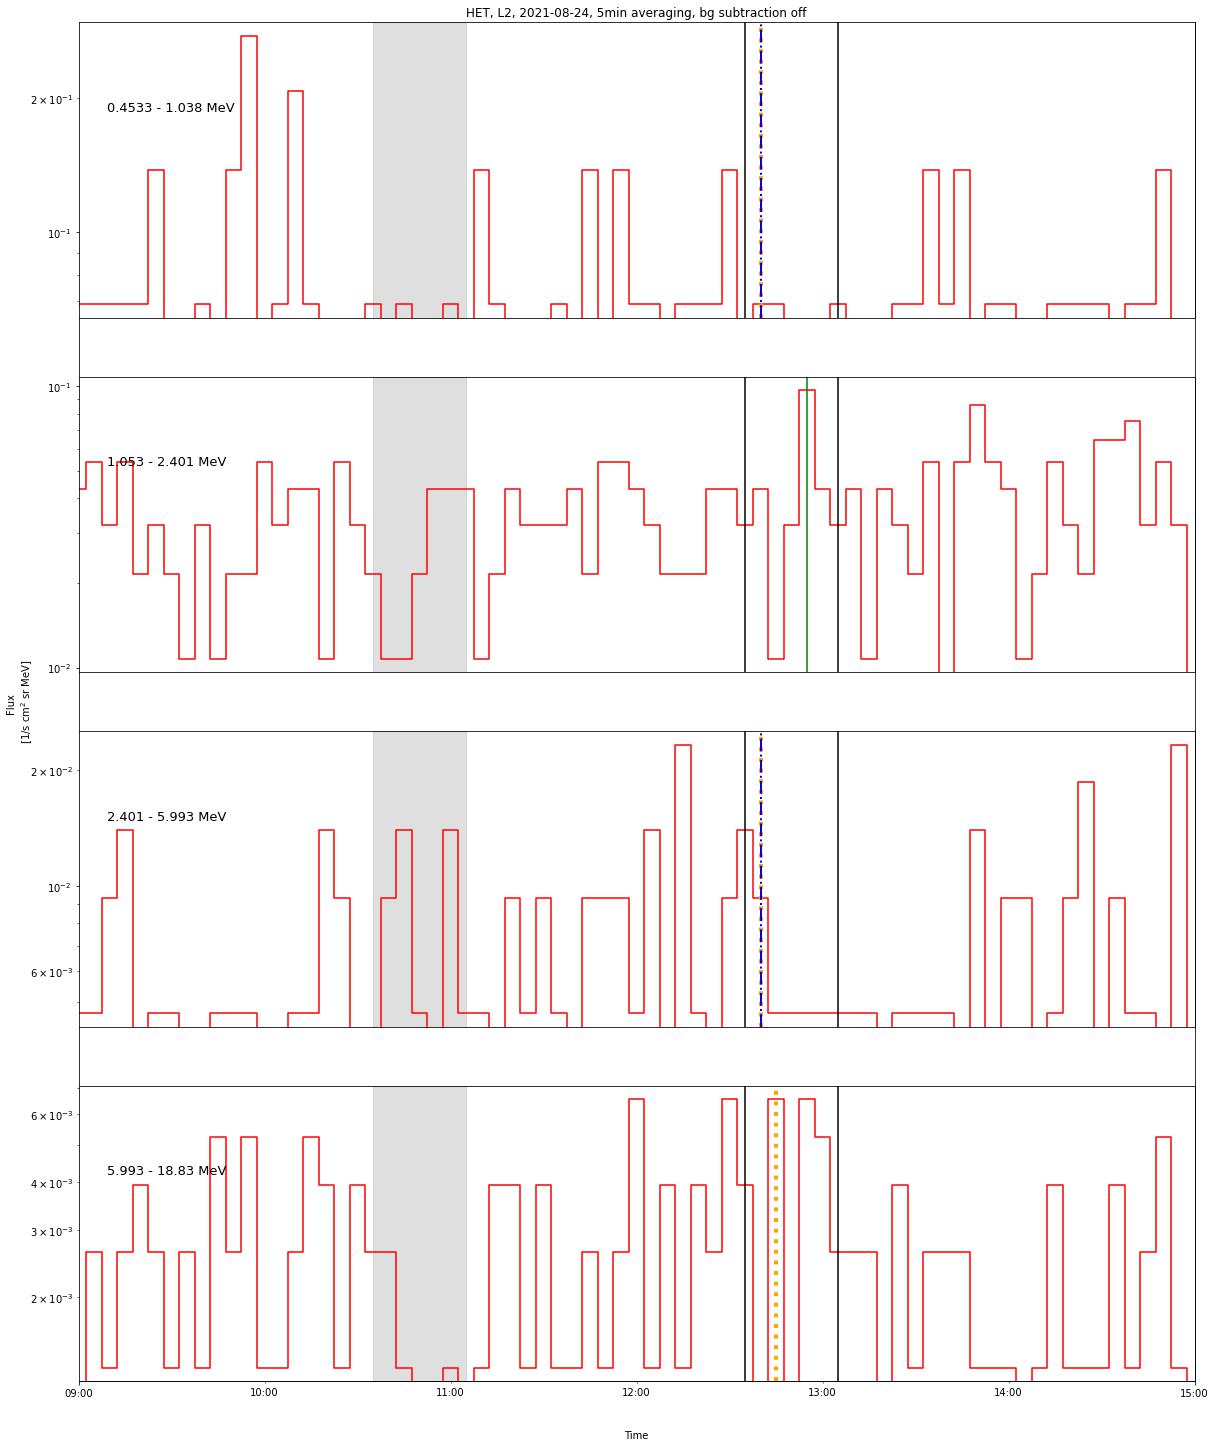 HET, L2, 2021-08-24, 5min averaging, bg subtraction off
2 × 10⁻¹
0.4533 - 1.038 MeV
10⁻¹
10⁻¹
1.053 - 2.401 MeV
10⁻²
Flux
[1/s cm² sr MeV]
2 × 10⁻²
2.401 - 5.993 MeV
10⁻²
6 × 10⁻³
6 × 10⁻³
5.993 - 18.83 MeV
4 × 10⁻³
3 × 10⁻³
2 × 10⁻³
09:00 10:00 11:00 12:00 13:00 14:00 15:00
Time